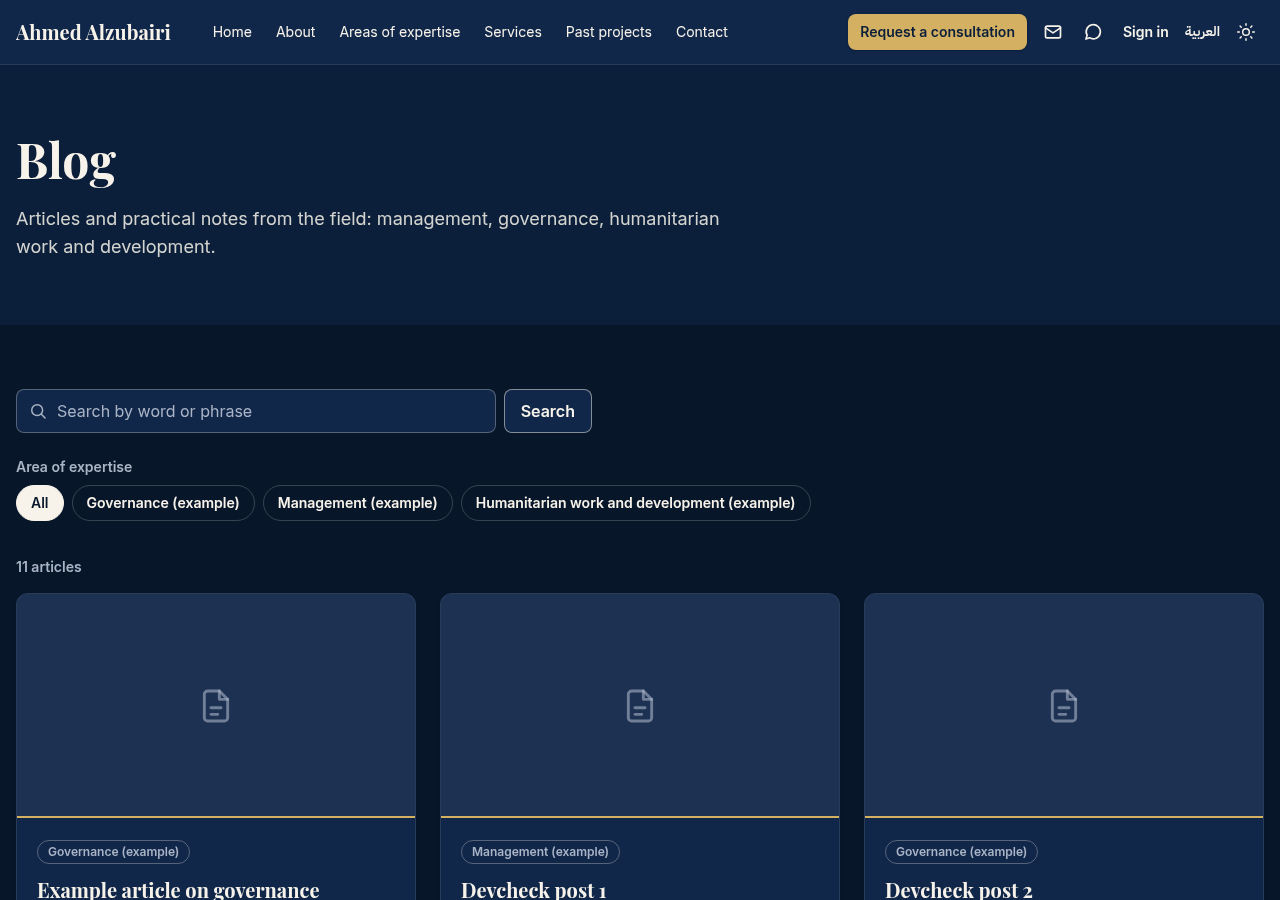 Ahmed Alzubairi
Home
About
Areas of expertise
Services
Past projects
Contact
Request a consultation
Sign in
العربية
Blog
Articles and practical notes from the field: management, governance, humanitarian
work and development.
Search by word or phrase
Search
Area of expertise
All
Governance (example)
Management (example)
Humanitarian work and development (example)
11 articles
Governance (example)
Example article on governance
Management (example)
Devcheck post 1
Governance (example)
Devcheck post 2